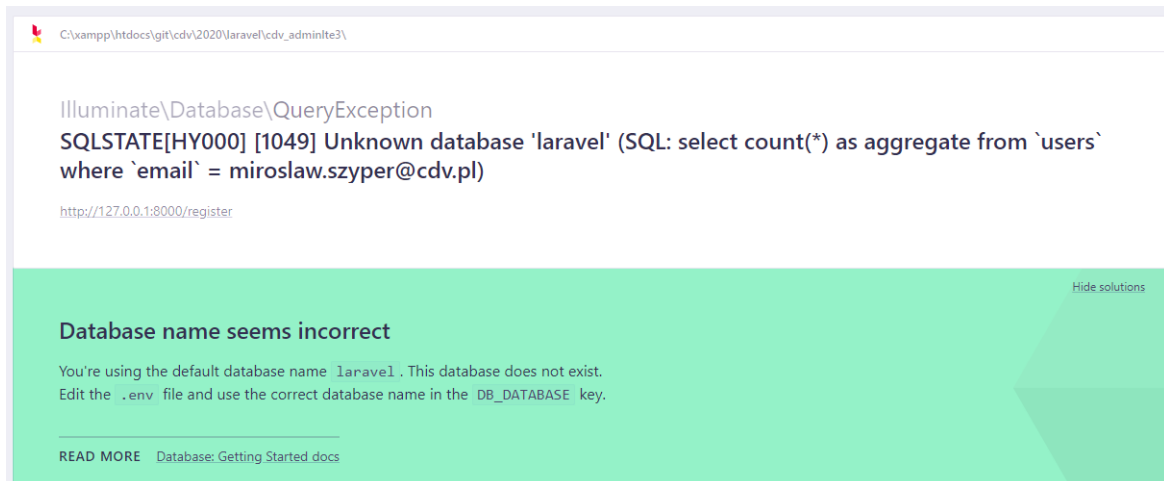 C:\xampp\htdocs\git\cdv\2020\laravel\cdv_adminlte3\
Illuminate\Database\QueryException
SQLSTATE[HY000] [1049] Unknown database 'laravel' (SQL: select count(*) as aggregate from `users`
where `email` = miroslaw.szyper@cdv.pl)
http://127.0.0.1:8000/register
Hide solutions
Database name seems incorrect
You're using the default database name laravel. This database does not exist.
Edit the .env file and use the correct database name in the DB_DATABASE key.
READ MORE Database: Getting Started docs